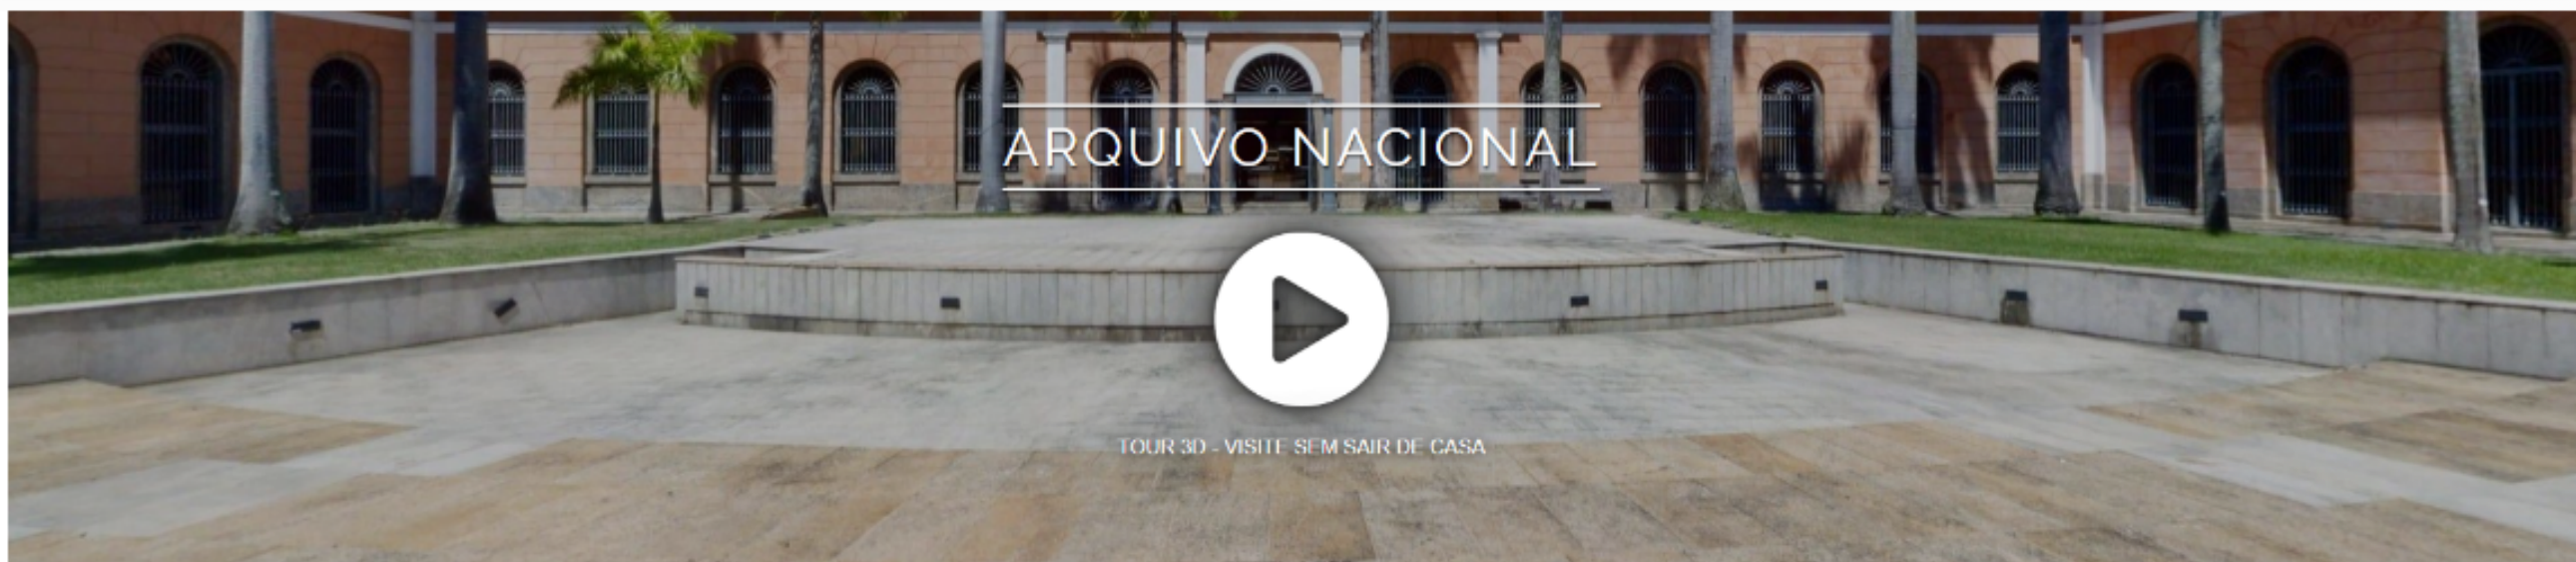 ARQUIVO NACIONAL
TOUR 3D - VISITE SEM SAIR DE CASA